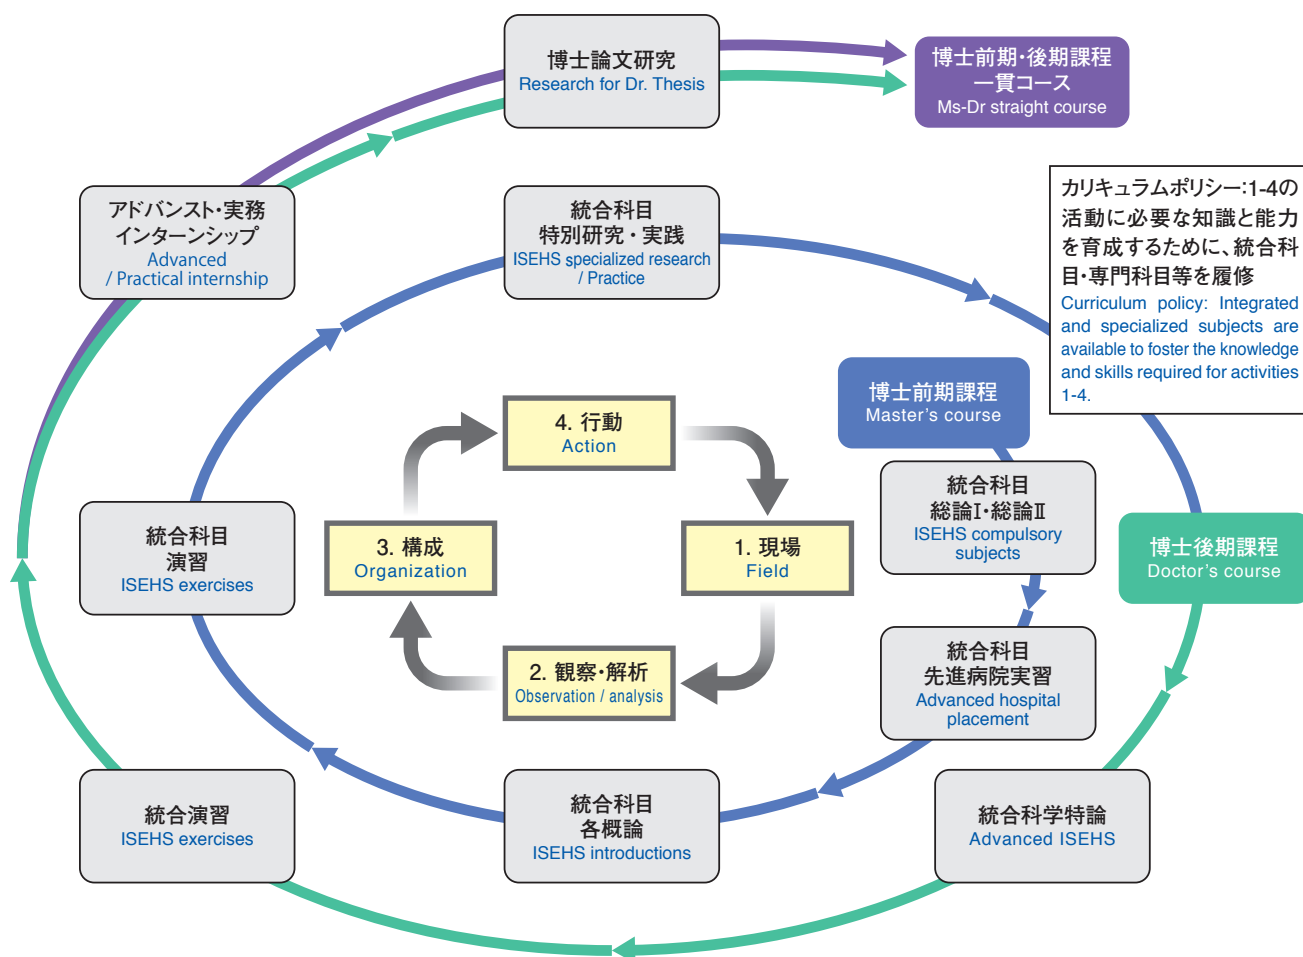 博士論文研究
Research for Dr. Thesis
博士前期・後期課程
一貫コース
Ms-Dr straight course
アドバンスト・実務
インターンシップ
Advanced
/ Practical internship
統合科目
特別研究・実践
ISEHS specialized research
/ Practice
カリキュラムポリシー:1-4の
活動に必要な知識と能力
を育成するために、統合科
目・専門科目等を履修
Curriculum policy: Integrated
and specialized subjects are
available to foster the knowledge
and skills required for activities
1-4.
博士前期課程
Master's course
4. 行動
Action
統合科目
総論Ⅰ・総論Ⅱ
ISEHS compulsory
subjects
統合科目
演習
ISEHS exercises
3. 構成
Organization
1. 現場
Field
博士後期課程
Doctor's course
2. 観察・解析
Observation / analysis
統合科目
先進病院実習
Advanced hospital
placement
統合演習
ISEHS exercises
統合科目
各概論
ISEHS introductions
統合科学特論
Advanced ISEHS